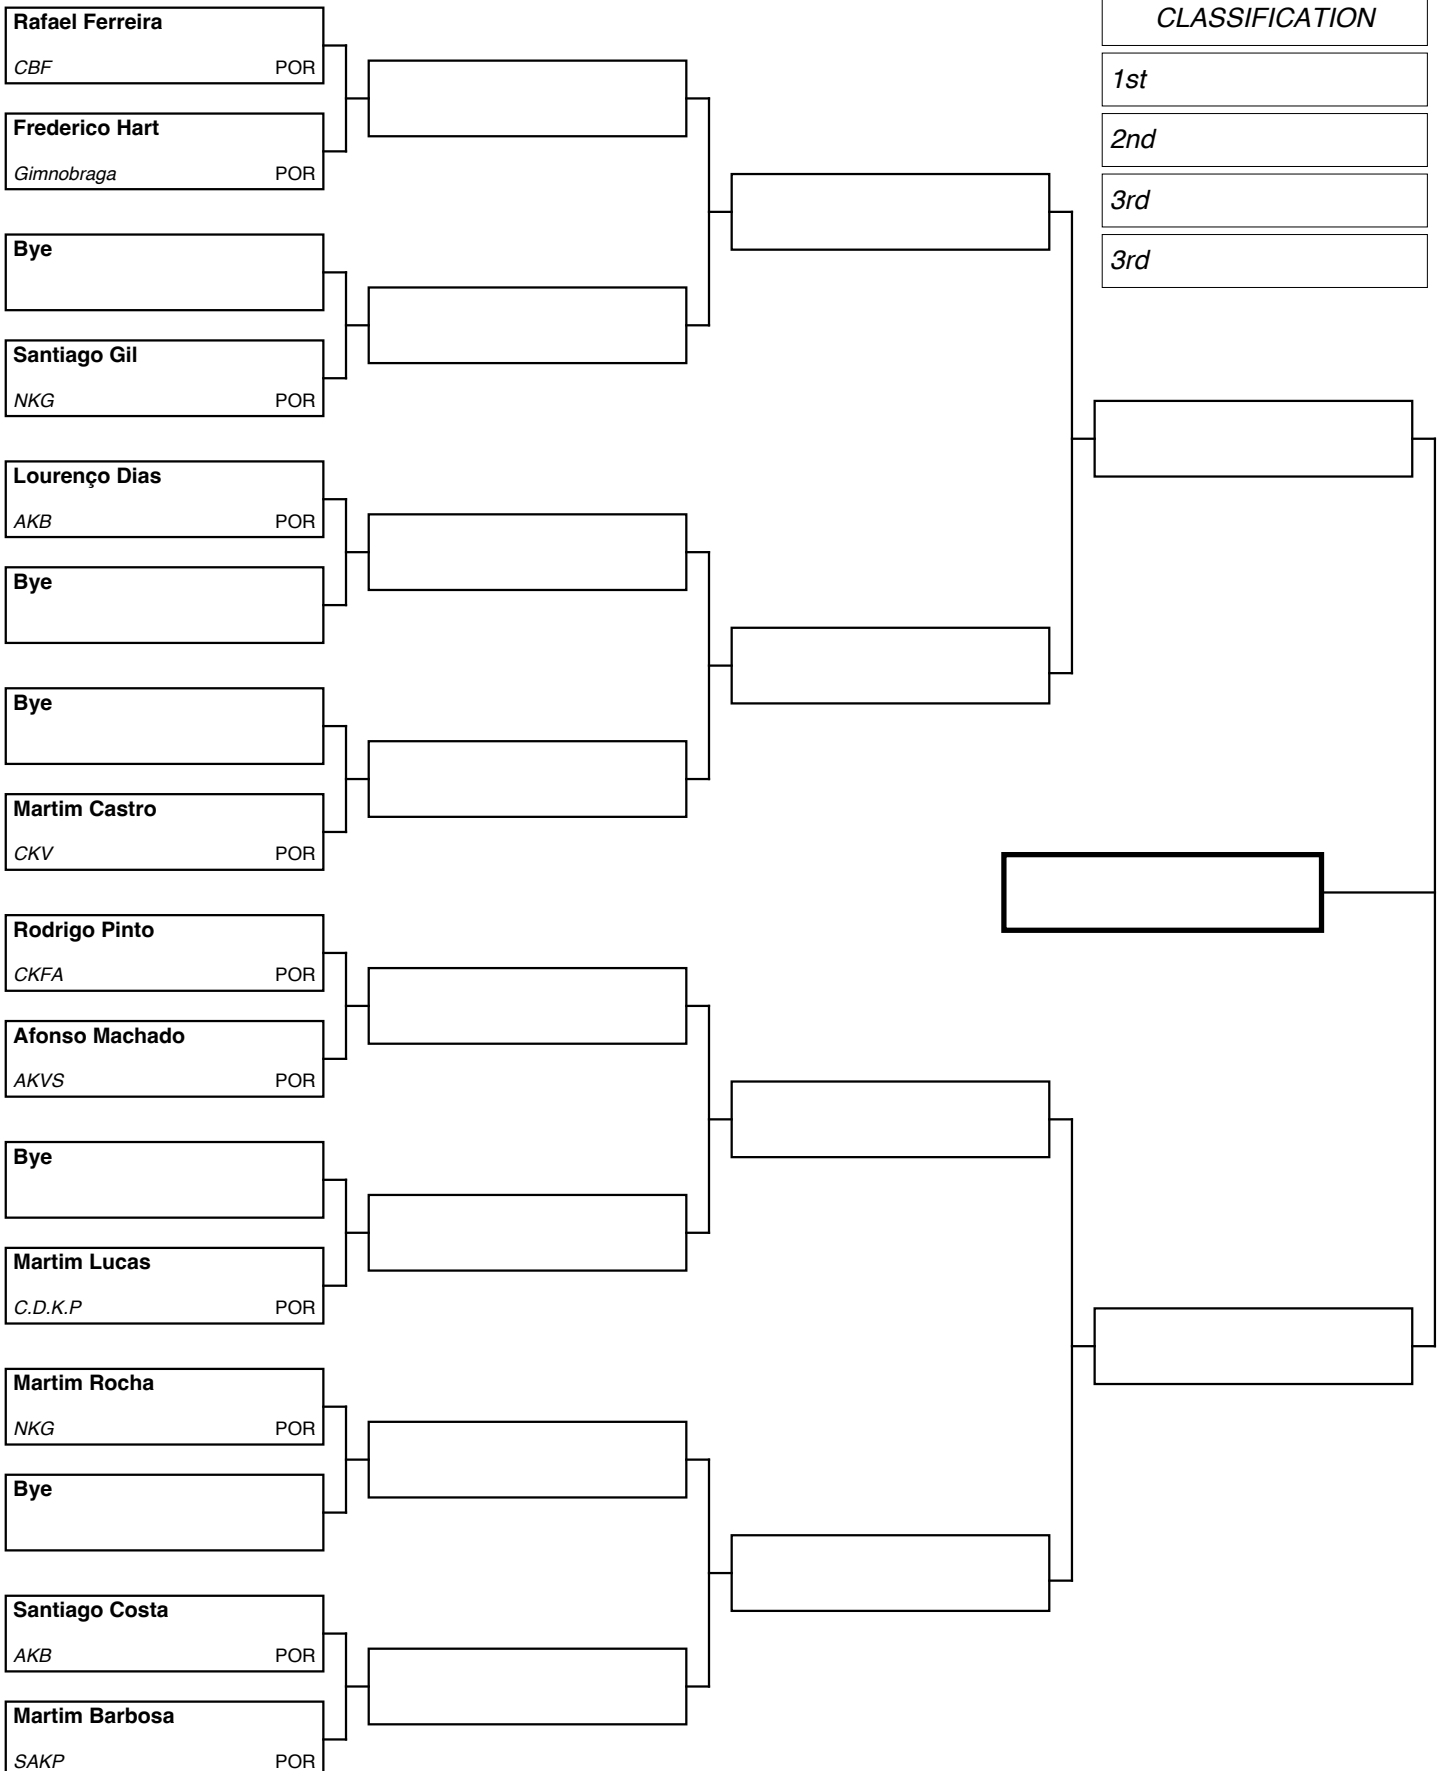 Rafael Ferreira
CBF POR
Frederico Hart
Gimnobraga POR
Bye
Santiago Gil
NKG POR
Lourenço Dias
AKB POR
Bye
Bye
Martim Castro
CKV POR
Rodrigo Pinto
CKFA POR
Afonso Machado
AKVS POR
Bye
Martim Lucas
C.D.K.P POR
Martim Rocha
NKG POR
Bye
Santiago Costa
AKB POR
Martim Barbosa
SAKP POR
CLASSIFICATION
1st
2nd
3rd
3rd